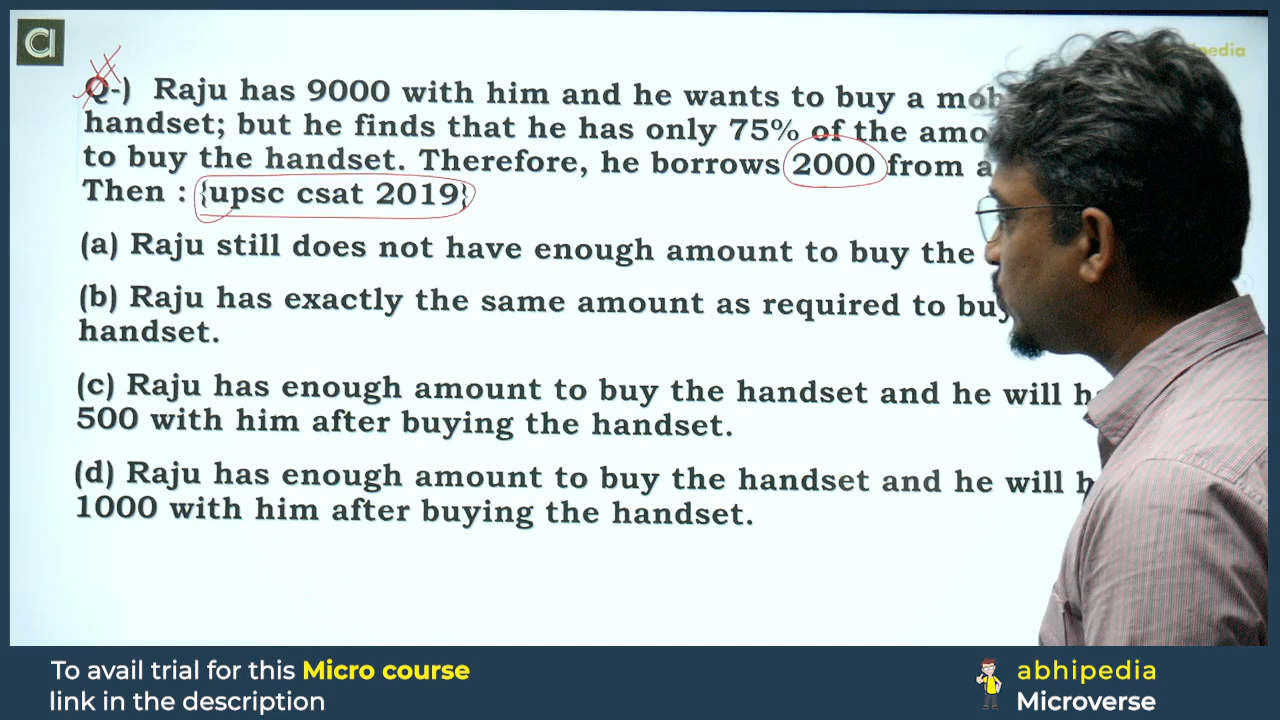 Q-) Raju has 9000 with him and he wants to buy a mob
handset; but he finds that he has only 75% of the amo
to buy the handset. Therefore, he borrows 2000 from a
Then : {upsc csat 2019}
(a) Raju still does not have enough amount to buy the
(b) Raju has exactly the same amount as required to buy
handset.
(c) Raju has enough amount to buy the handset and he will h
500 with him after buying the handset.
(d) Raju has enough amount to buy the handset and he will h
1000 with him after buying the handset.
To avail trial for this Micro course
link in the description
abhipedia
Microverse